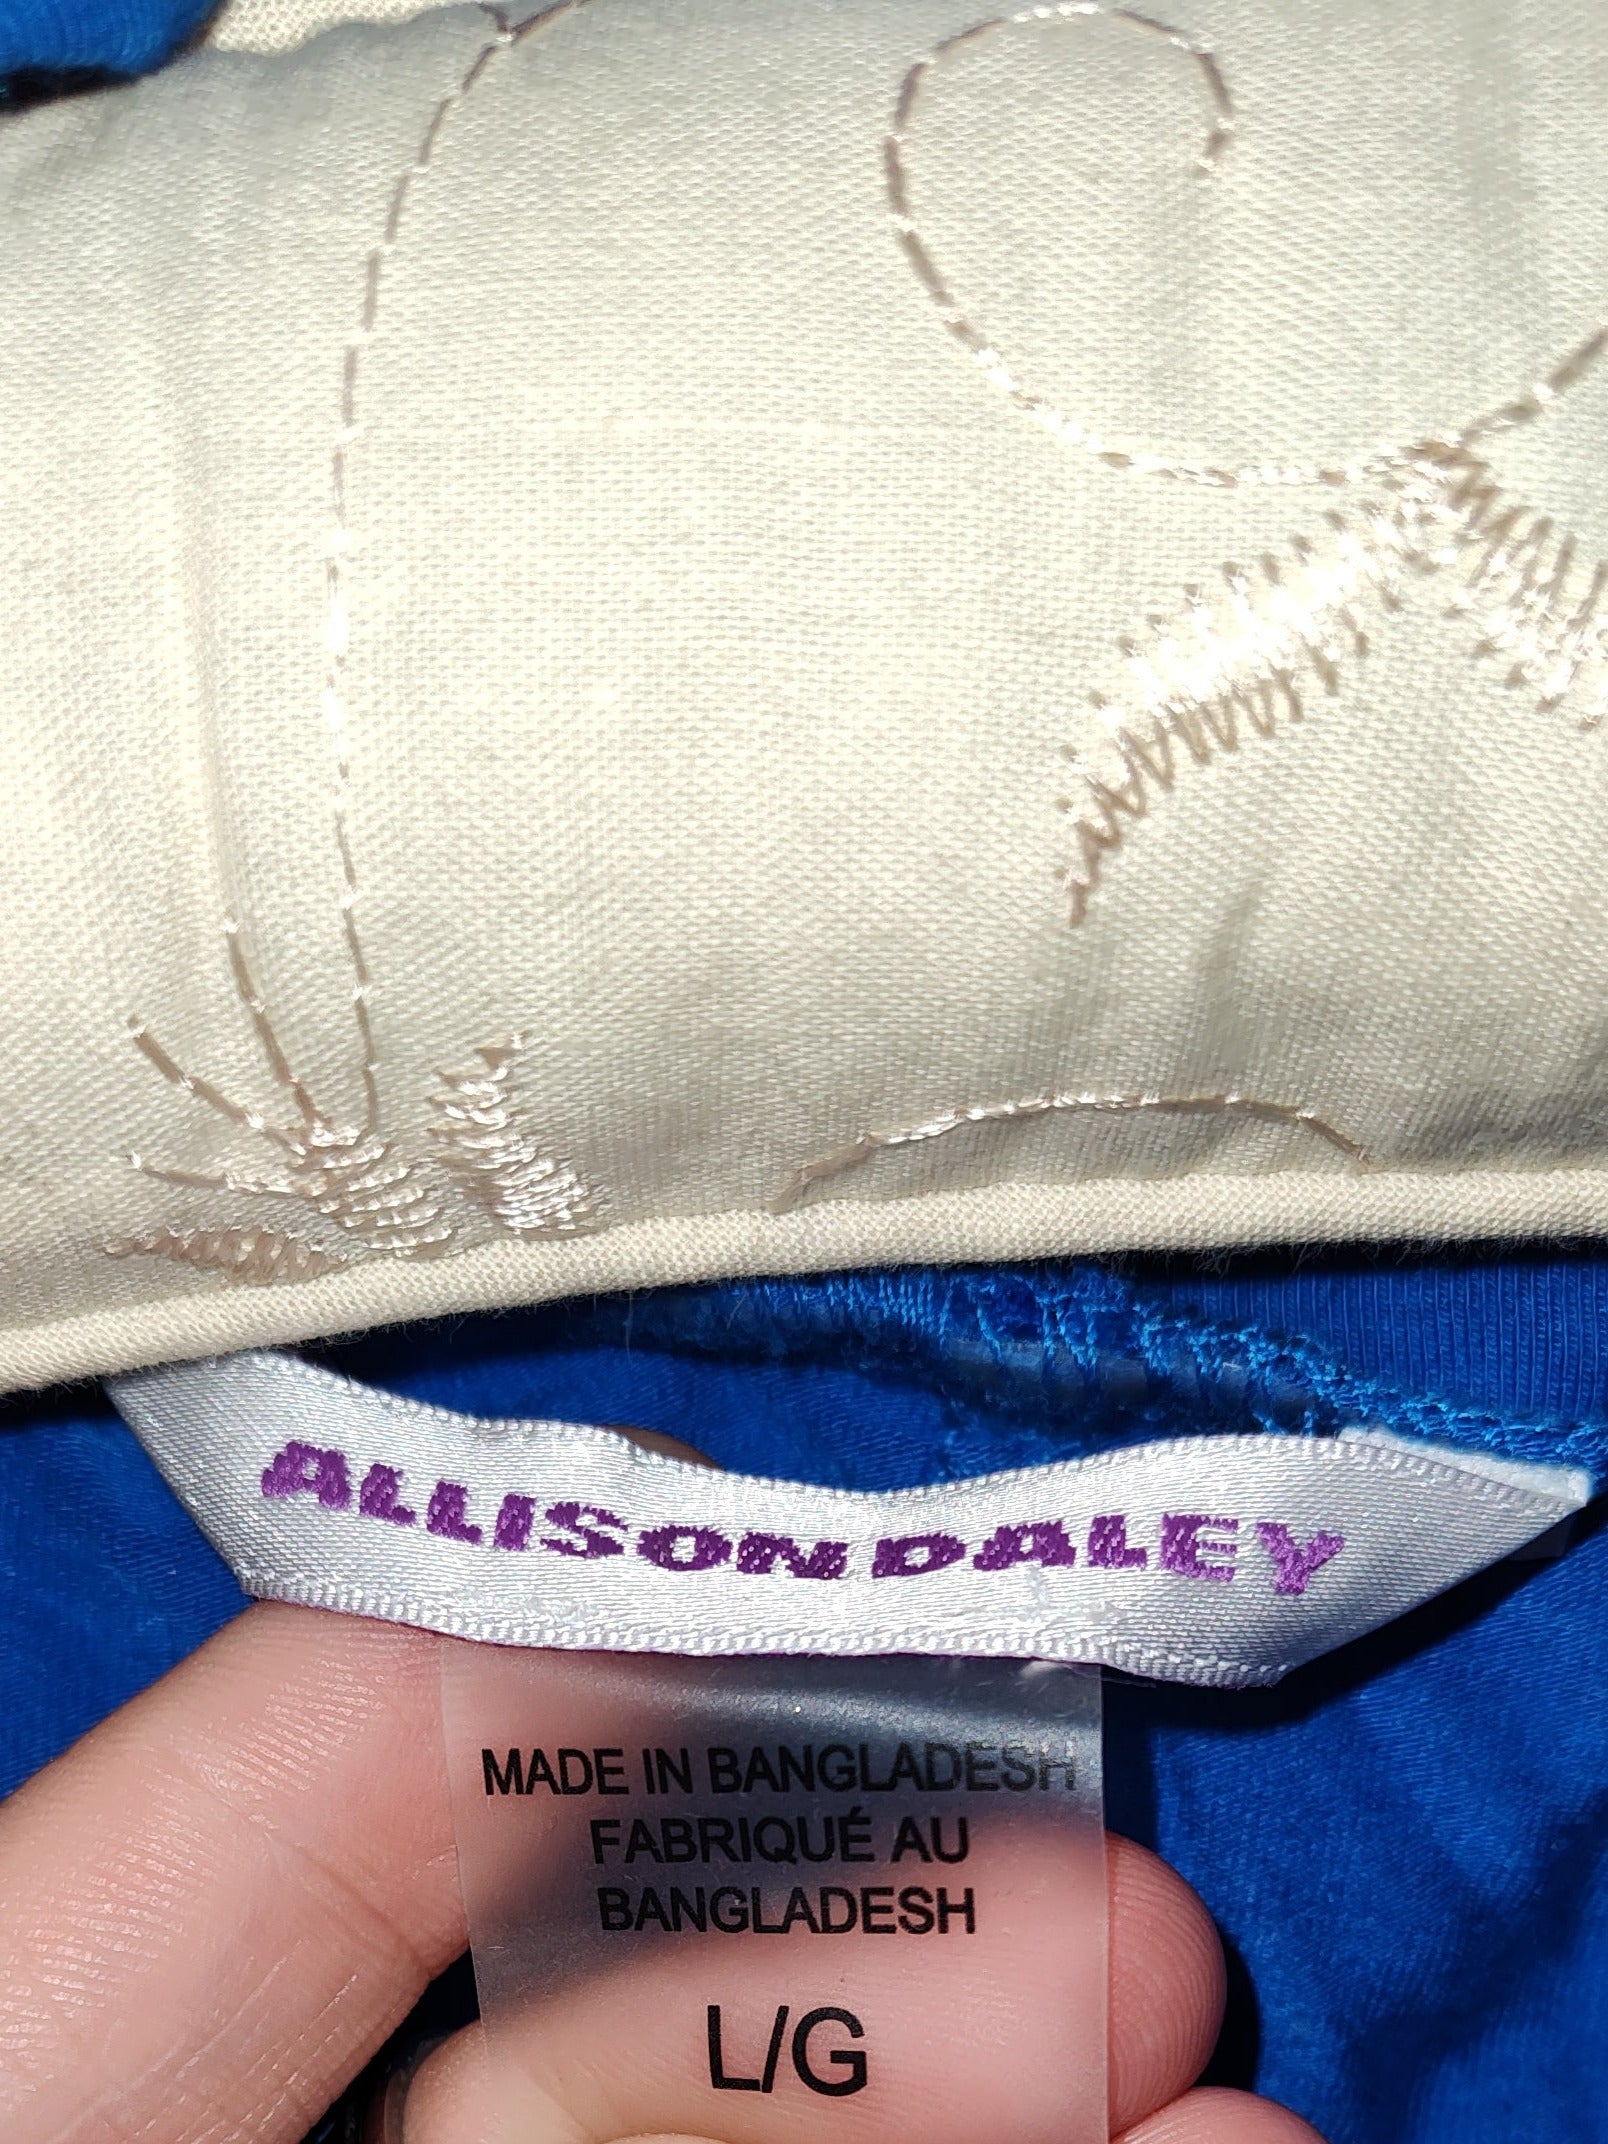 ALLISON DALEY
MADE IN BANGLADESH
FABRIQUÉ AU
BANGLADESH
L/G